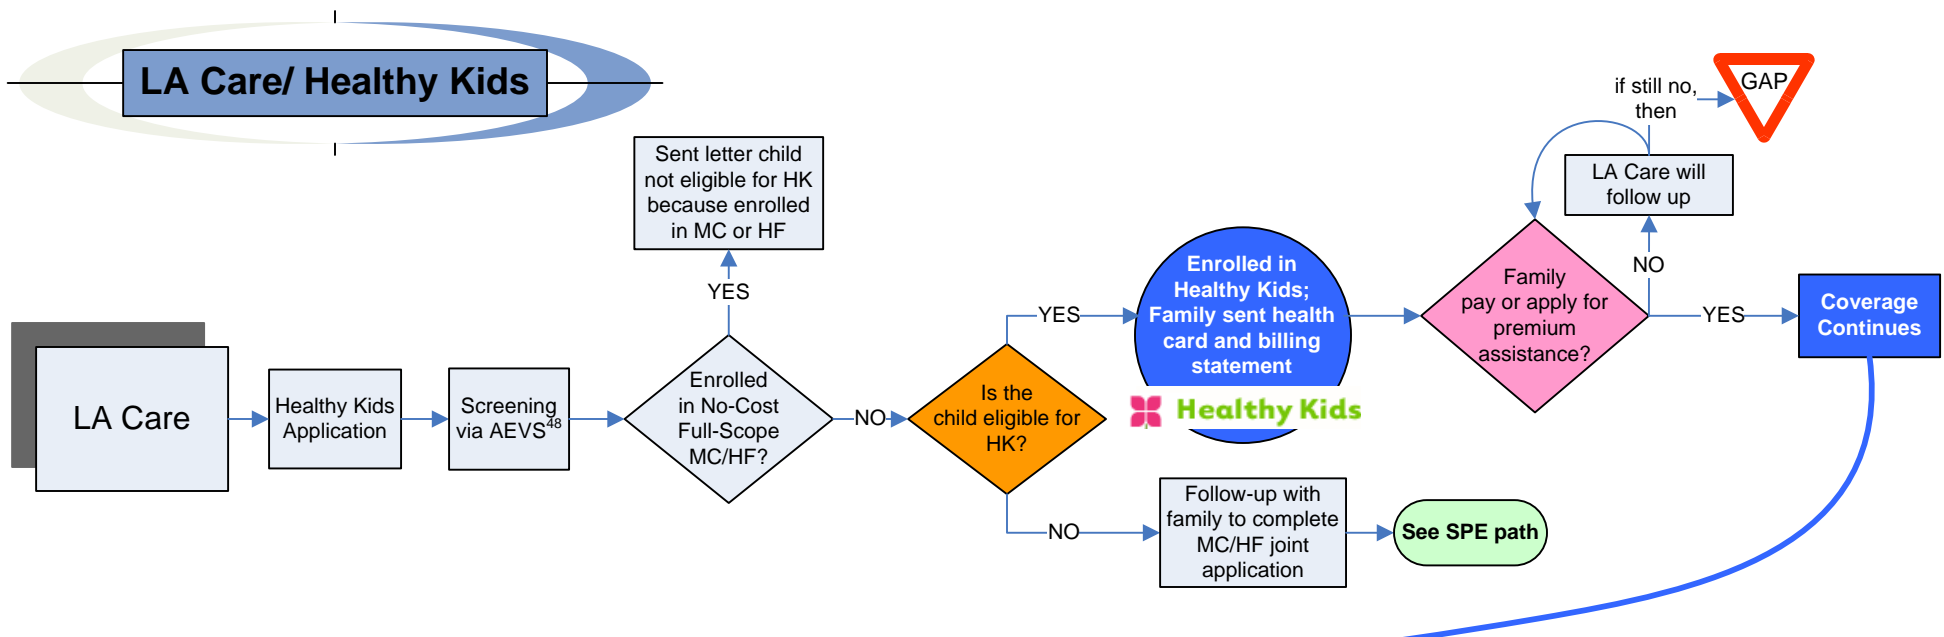 LA Care/ Healthy Kids
Sent letter child
not eligible for HK
because enrolled
in MC or HF
YES
LA Care
Healthy Kids
Application
Screening
via AEVS48
Enrolled
in No-Cost
Full-Scope
MC/HF?
NO
Is the
child eligible for
HK?
YES
Enrolled in
Healthy Kids;
Family sent health
card and billing
statement
Healthy Kids
NO
Follow-up with
family to complete
MC/HF joint
application
See SPE path
Family
pay or apply for
premium
assistance?
NO
LA Care will
follow up
if still no,
then
GAP
YES
Coverage
Continues